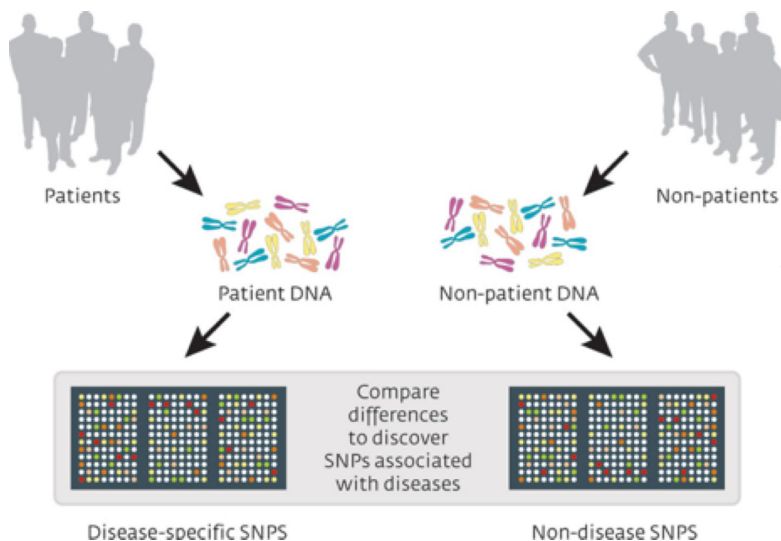 Patients
Non-patients
Patient DNA
Non-patient DNA
Compare
differences
to discover
SNPs associated
with diseases
Disease-specific SNPS
Non-disease SNPS